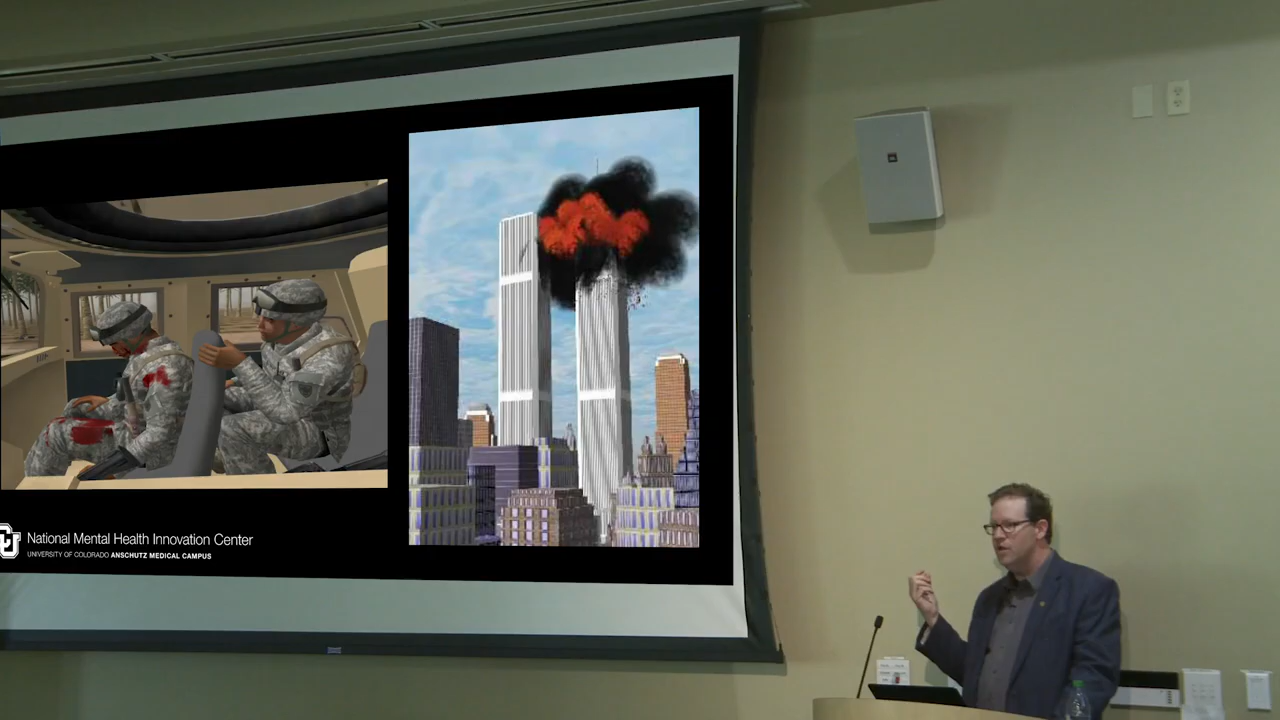 National Mental Health Innovation Center
UNIVERSITY OF COLORADO ANSCHUTZ MEDICAL CAMPUS